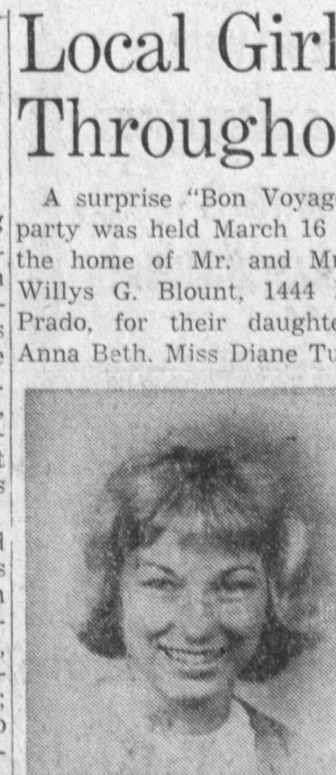 Local Girl
Througho
A surprise "Bon Voyag
party was held March 16
the home of Mr. and M
Willys G. Blount, 1444
Prado, for their daught
Anna Beth. Miss Diane Tu